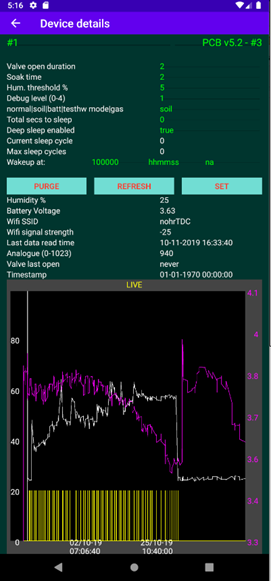 5:16
Device details
#1 PCB v5.2 - #3
Valve open duration 2
Soak time 2
Hum. threshold % 5
Debug level (0-4) 1
normal|soil|batt|testhw mode|gas soil
Total secs to sleep 0
Deep sleep enabled true
Current sleep cycle 0
Max sleep cycles 0
Wakeup at: 100000 hhmmss na
PURGE REFRESH SET
Humidity % 25
Battery Voltage 3.63
Wifi SSID nohrTDC
Wifi signal strength -25
Last data read time 10-11-2019 16:33:40
Analogue (0-1023) 940
Valve last open never
Timestamp 01-01-1970 00:00:00
LIVE
4.1
80 4
3.8
60
3.7
40 3.6
3.5
20
3.4
0 3.3
02/10-19 25/10-19
07:06:40 10:40:00